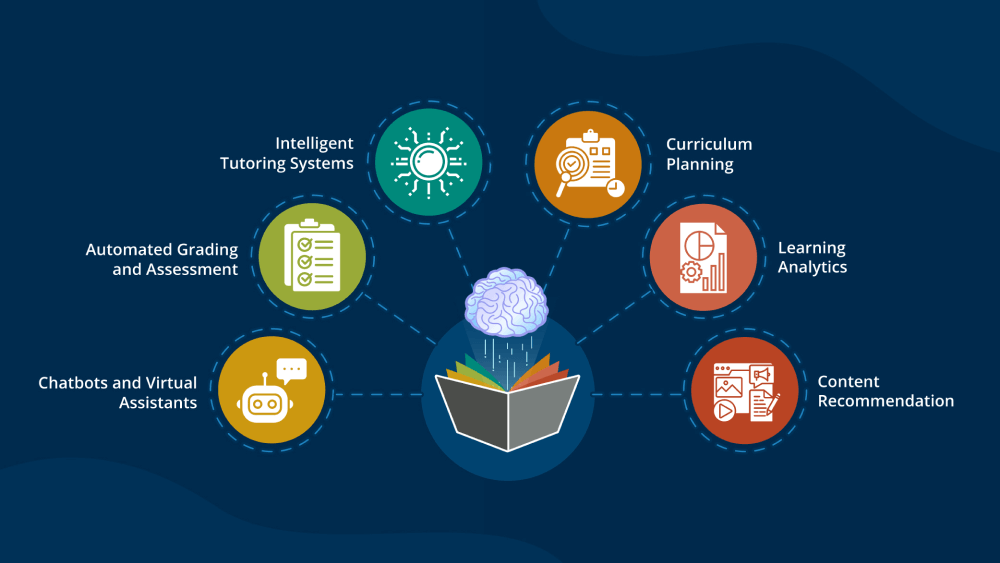 Intelligent
Tutoring Systems
Curriculum
Planning
Automated Grading
and Assessment
Learning
Analytics
Chatbots and Virtual
Assistants
Content
Recommendation